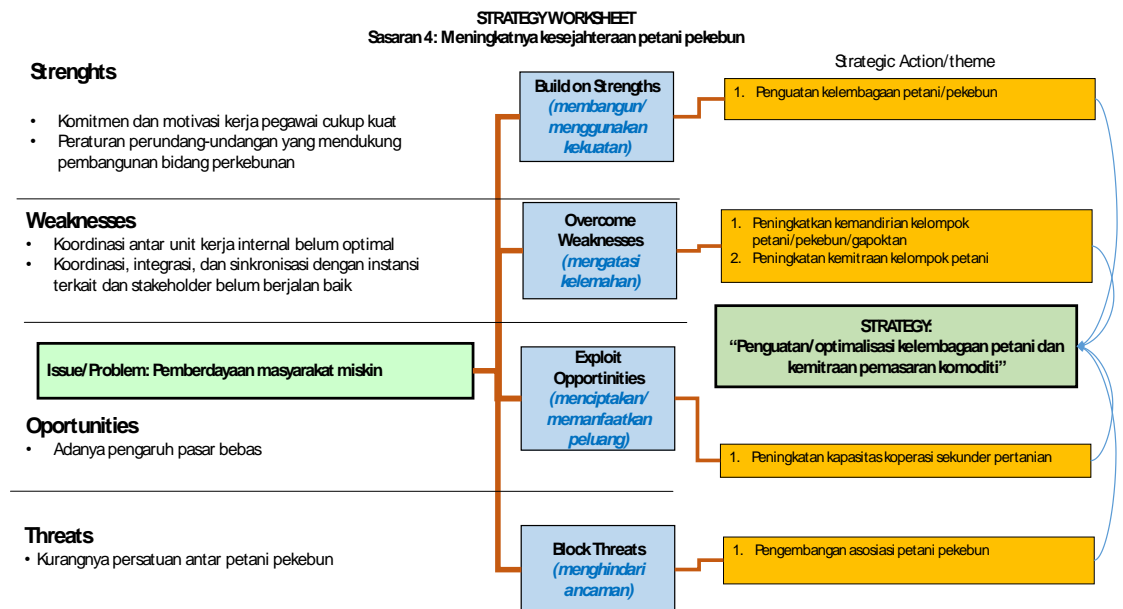 STRATEGY WORKSHEET
Sasaran 4: Meningkatnya kesejahteraan petani pekebun
Strenghts
• Komitmen dan motivasi kerja pegawai cukup kuat
• Peraturan perundang-undangan yang mendukung
pembangunan bidang perkebunan
Build on Strengths
(membangun/
menggunakan
kekuatan)
Strategic Action/theme
1. Penguatan kelembagaan petani/pekebun
Weaknesses
• Koordinasi antar unit kerja internal belum optimal
• Koordinasi, integrasi, dan sinkronisasi dengan instansi
terkait dan stakeholder belum berjalan baik
Overcome
Weaknesses
(mengatasi
kelemahan)
1. Peningkatkan kemandirian kelompok
petani/pekebun/gapoktan
2. Peningkatan kemitraan kelompok petani
Issue/ Problem: Pemberdayaan masyarakat miskin
STRATEGY:
“Penguatan/optimalisasi kelembagaan petani dan
kemitraan pemasaran komoditi”
Oportunities
• Adanya pengaruh pasar bebas
Exploit
Opportinities
(menciptakan/
memanfaatkan
peluang)
1. Peningkatan kapasitas koperasi sekunder pertanian
Threats
• Kurangnya persatuan antar petani pekebun
Block Threats
(menghindari
ancaman)
1. Pengembangan asosiasi petani pekebun